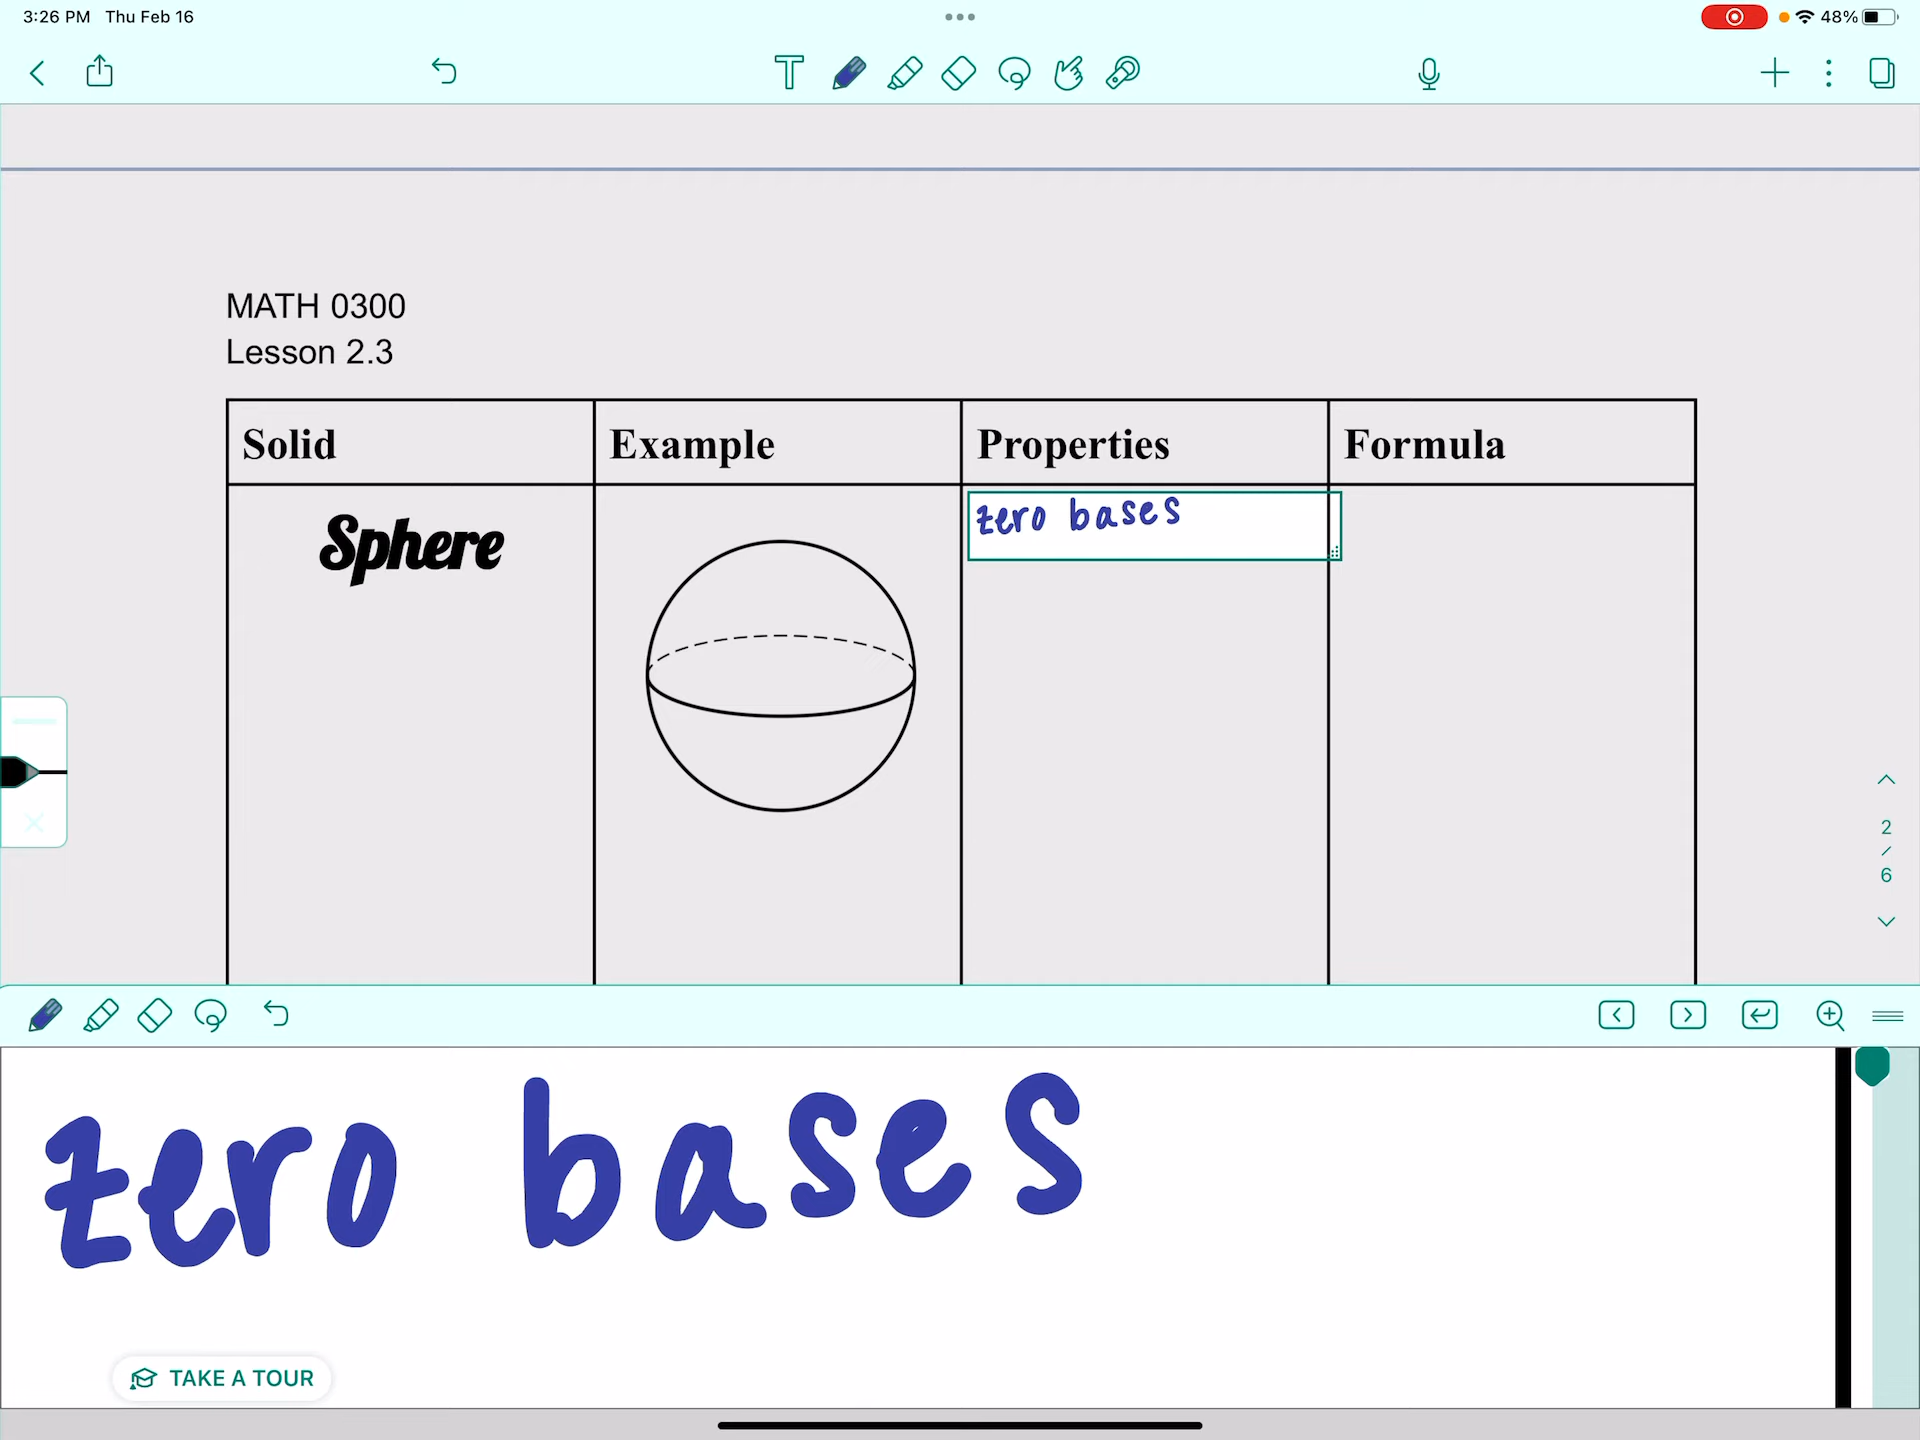 3:26 PM Thu Feb 16
48%
MATH 0300
Lesson 2.3
Solid Example Properties Formula
Sphere
zero bases
2
/
6
zero bases
TAKE A TOUR